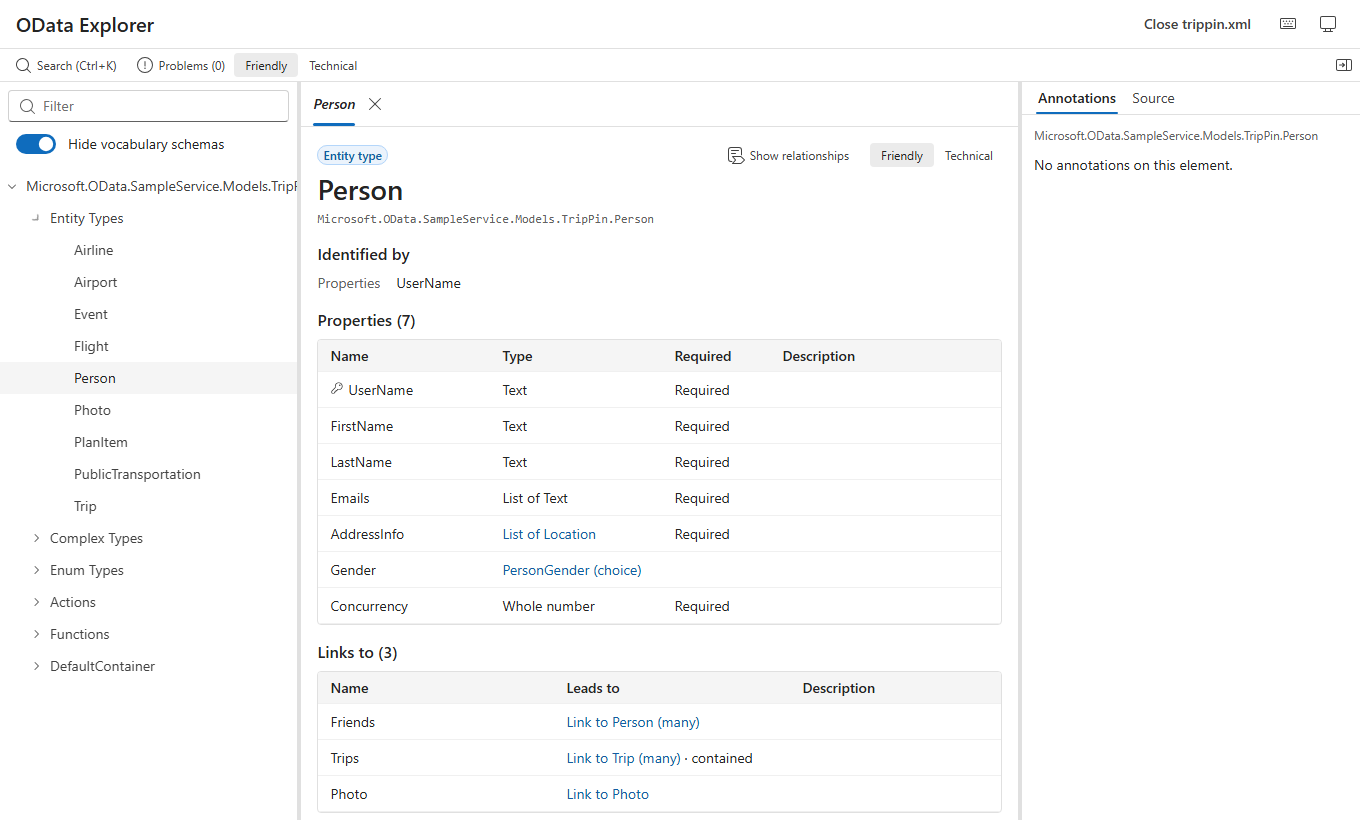 OData Explorer
Close trippin.xml
Search (Ctrl+K)
Problems (0)
Friendly
Technical
Filter
Hide vocabulary schemas
Microsoft.OData.SampleService.Models.TripP
Entity Types
Airline
Airport
Event
Flight
Person
Photo
PlanItem
PublicTransportation
Trip
Complex Types
Enum Types
Actions
Functions
DefaultContainer
Person
Entity type
Show relationships
Friendly
Technical
Person
Microsoft.OData.SampleService.Models.TripPin.Person
Identified by
Properties UserName
Properties (7)
Name Type Required Description
UserName Text Required
FirstName Text Required
LastName Text Required
Emails List of Text Required
AddressInfo List of Location Required
Gender PersonGender (choice)
Concurrency Whole number Required
Links to (3)
Name Leads to Description
Friends Link to Person (many)
Trips Link to Trip (many) · contained
Photo Link to Photo
Annotations Source
Microsoft.OData.SampleService.Models.TripPin.Person
No annotations on this element.